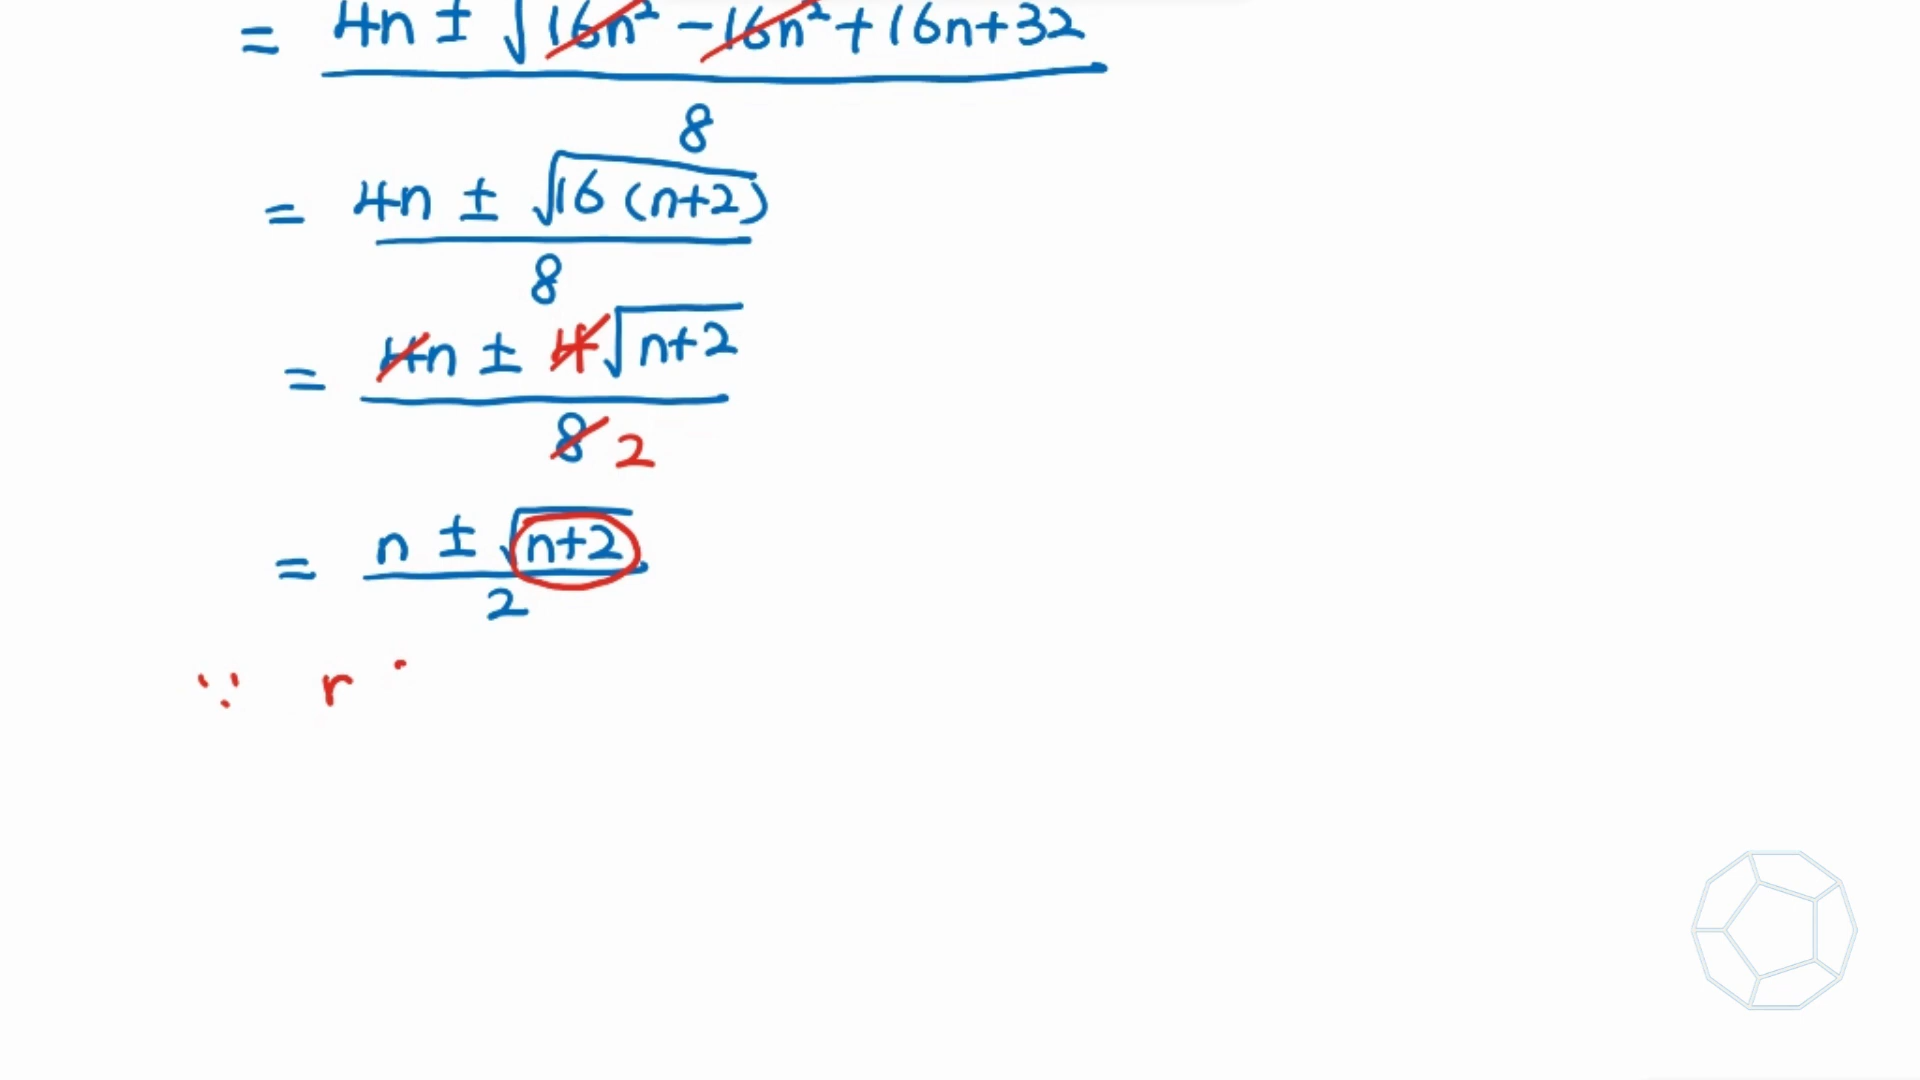 = 4n ± √16n² − 16n² + 16n + 32
8
= 4n ± √16 (n+2)
8
= 4n ± 4√n+2
8 2
= n ± √n+2
2
∵ r